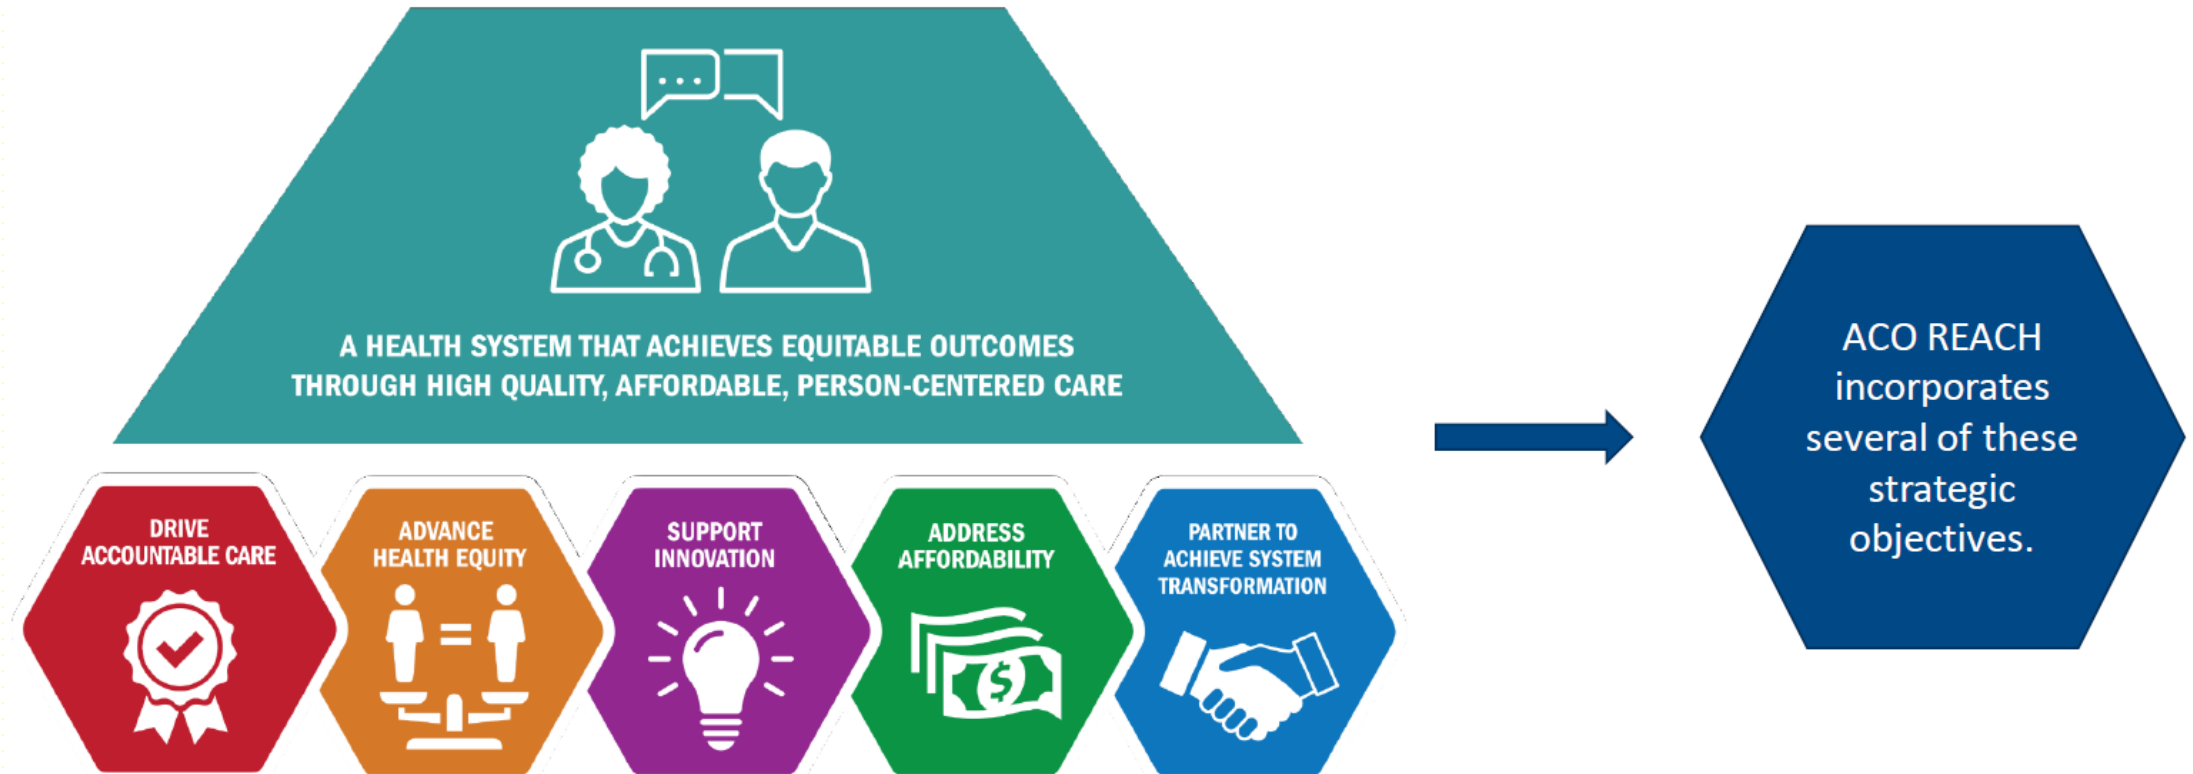 A HEALTH SYSTEM THAT ACHIEVES EQUITABLE OUTCOMES
THROUGH HIGH QUALITY, AFFORDABLE, PERSON-CENTERED CARE
DRIVE
ACCOUNTABLE CARE
ADVANCE
HEALTH EQUITY
SUPPORT
INNOVATION
ADDRESS
AFFORDABILITY
$
PARTNER TO
ACHIEVE SYSTEM
TRANSFORMATION
ACO REACH
incorporates
several of these
strategic
objectives.